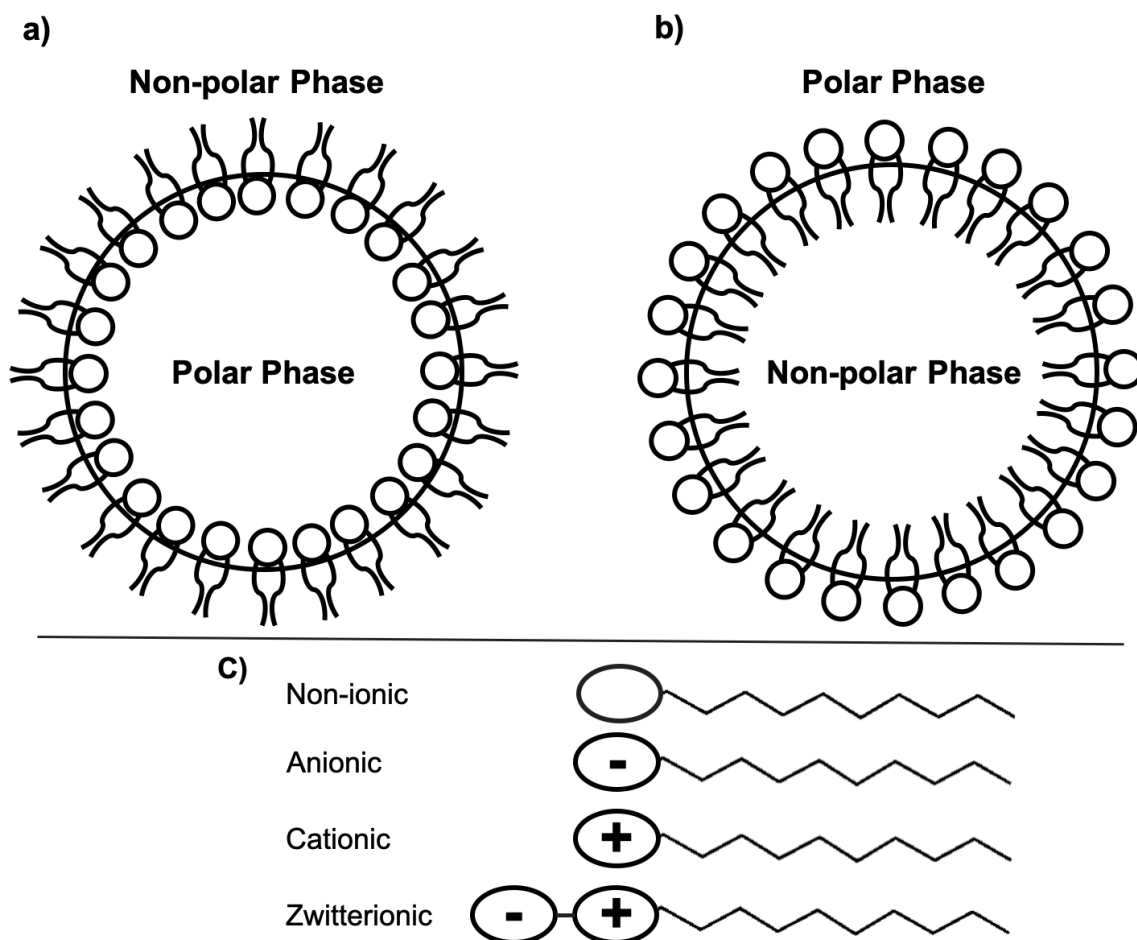 a)
Non-polar Phase
Polar Phase
b)
Polar Phase
Non-polar Phase
C)
Non-ionic
Anionic
-
Cationic
+
Zwitterionic
- +